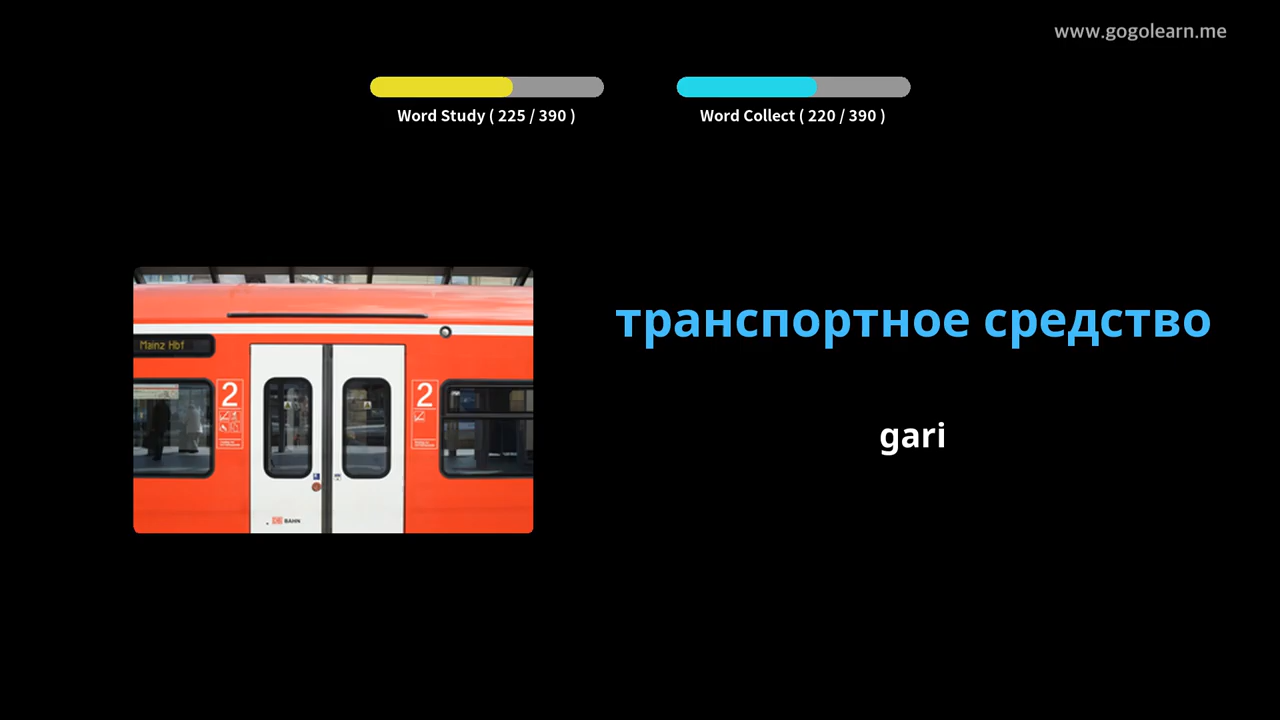 www.gogolearn.me
Word Study ( 225 / 390 )
Word Collect ( 220 / 390 )
транспортное средство
gari
Mainz Hbf
2
2
DB BAHN